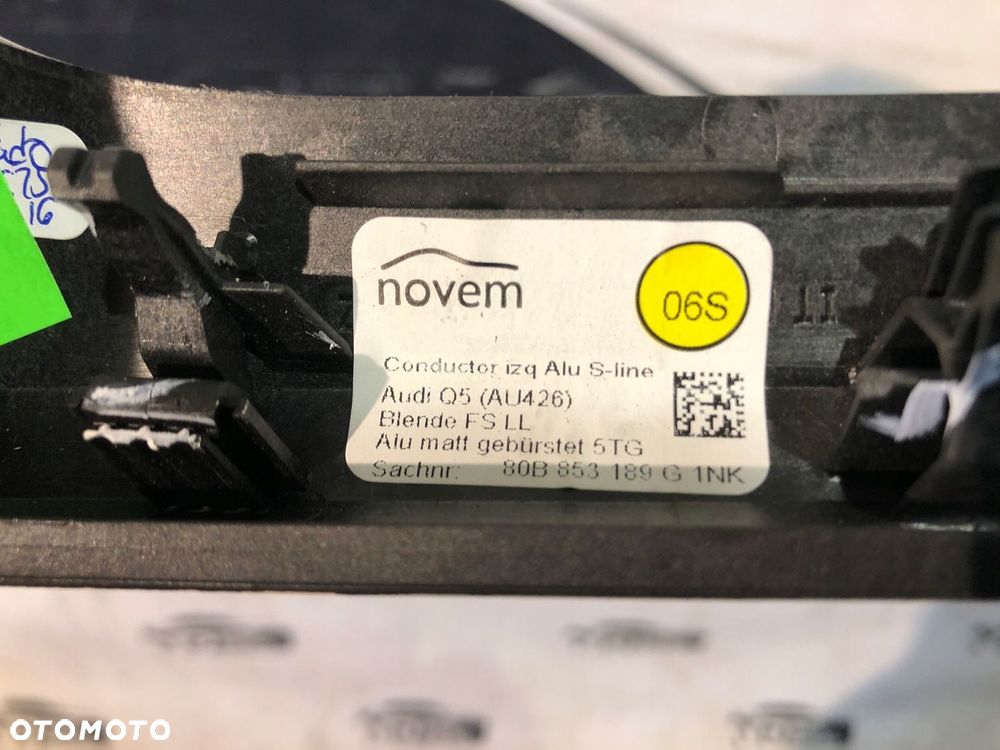 16
novem
06S
Conductor izq Alu S-line
Audi Q5 (AU426)
Blende FS LL
Alu matt gebürstet 5TG
Sachnr: 80B 853 189 G 1NK
OTOMOTO